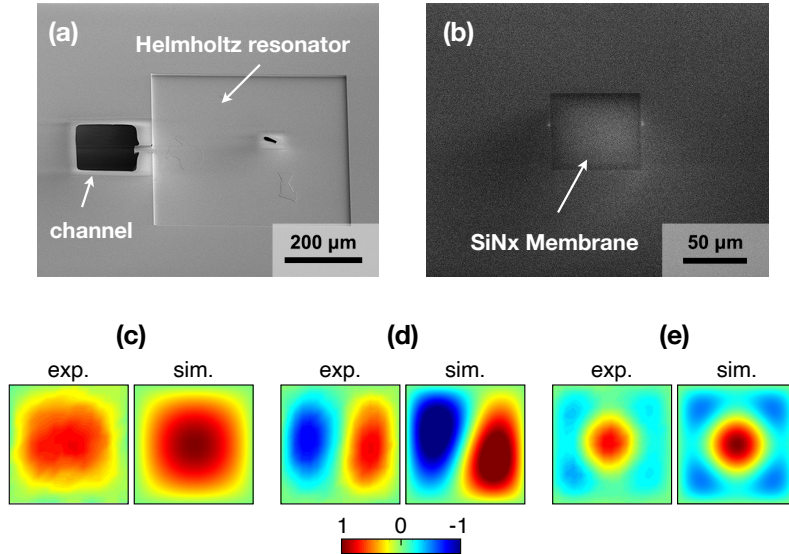 (a)
Helmholtz resonator
channel
200 µm
(b)
SiNx Membrane
50 µm
(c)
exp.
sim.
(d)
exp.
sim.
(e)
exp.
sim.
1
0
-1